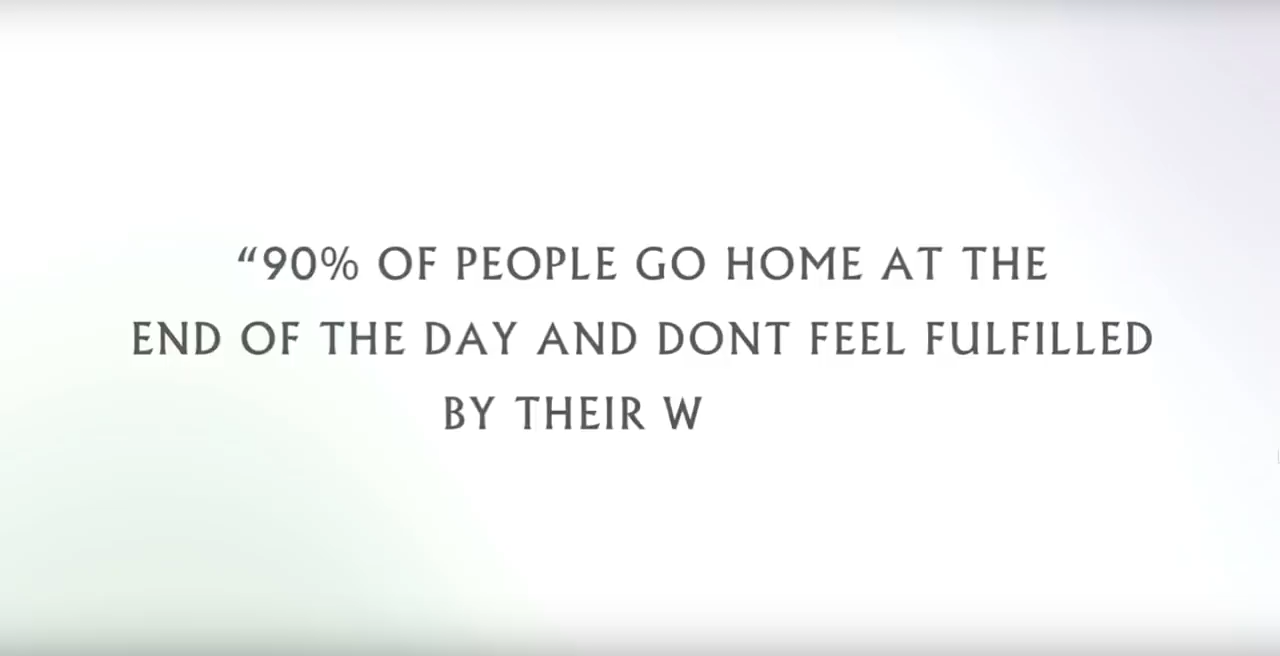 “90% OF PEOPLE GO HOME AT THE
END OF THE DAY AND DONT FEEL FULFILLED
BY THEIR W